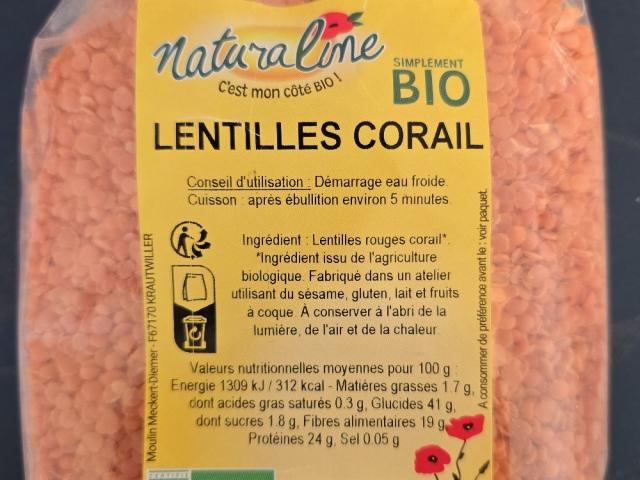 Naturaline
C'est mon côté BIO !
SIMPLEMENT
BIO
LENTILLES CORAIL
Conseil d'utilisation : Démarrage eau froide.
Cuisson : après ébullition environ 5 minutes.
Ingrédient : Lentilles rouges corail*.
*Ingrédient issu de l'agriculture
biologique. Fabriqué dans un atelier
utilisant du sésame, gluten, lait et fruits
à coque. À conserver à l'abri de la
lumière, de l'air et de la chaleur.
Valeurs nutritionnelles moyennes pour 100 g :
Energie 1309 kJ / 312 kcal - Matières grasses 1.7 g,
dont acides gras saturés 0.3 g, Glucides 41 g,
dont sucres 1.8 g, Fibres alimentaires 19 g,
Protéines 24 g, Sel 0.05 g
Moulin Meckert-Diemer - F67170 KRAUTWILLER
A consommer de préférence avant le : voir paquet.